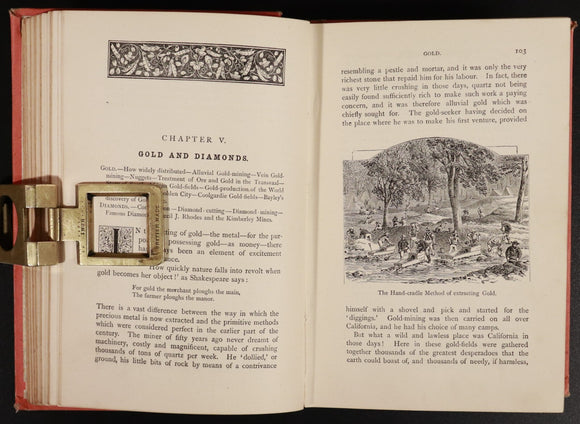 CHAPTER V.
GOLD AND DIAMONDS.
GOLD.—How widely distributed—Alluvial Gold-mining—Vein Gold-
mining—Nuggets—Treatment of Ore and Gold in the Transvaal—
Gold-fields—Gold-production of the World
Golden City—Coolgardie Gold-fields—Bayley's
discovery of
DIAMONDS.—Diamond-cutting—Diamond-mining—
Famous Diamon l J. Rhodes and the Kimberley Mines.
IN of gold—the metal—for the pur-
possessing gold as money—there
ways been an element of excitement
ance.
How quickly nature falls into revolt when
gold becomes her object!' as Shakespeare says:
For gold the merchant ploughs the main,
The farmer ploughs the manor.
There is a vast difference between the way in which the
precious metal is now extracted and the primitive methods
which were considered perfect in the earlier part of the
century. The miner of fifty years ago never dreamt of
machinery, costly and magnificent, capable of crushing
thousands of tons of quartz per week. He 'dollied,' or
ground, his little bits of rock by means of a contrivance
GOLD. 103
resembling a pestle and mortar, and it was only the very
richest stone that repaid him for his labour. In fact, there
was very little crushing in those days, quartz not being
easily found sufficiently rich to make such work a paying
concern, and it was therefore alluvial gold which was
chiefly sought for. The gold-seeker having decided on
the place where he was to make his first venture, provided
The Hand-cradle Method of extracting Gold.
himself with a shovel and pick and started for the
'diggings.' Gold-mining was then carried on all over
California, and he had his choice of many camps.
But what a wild and lawless place was California in
those days! Here in these gold-fields were gathered
together thousands of the greatest desperadoes that the
earth could boast of, and thousands of needy, if harmless,